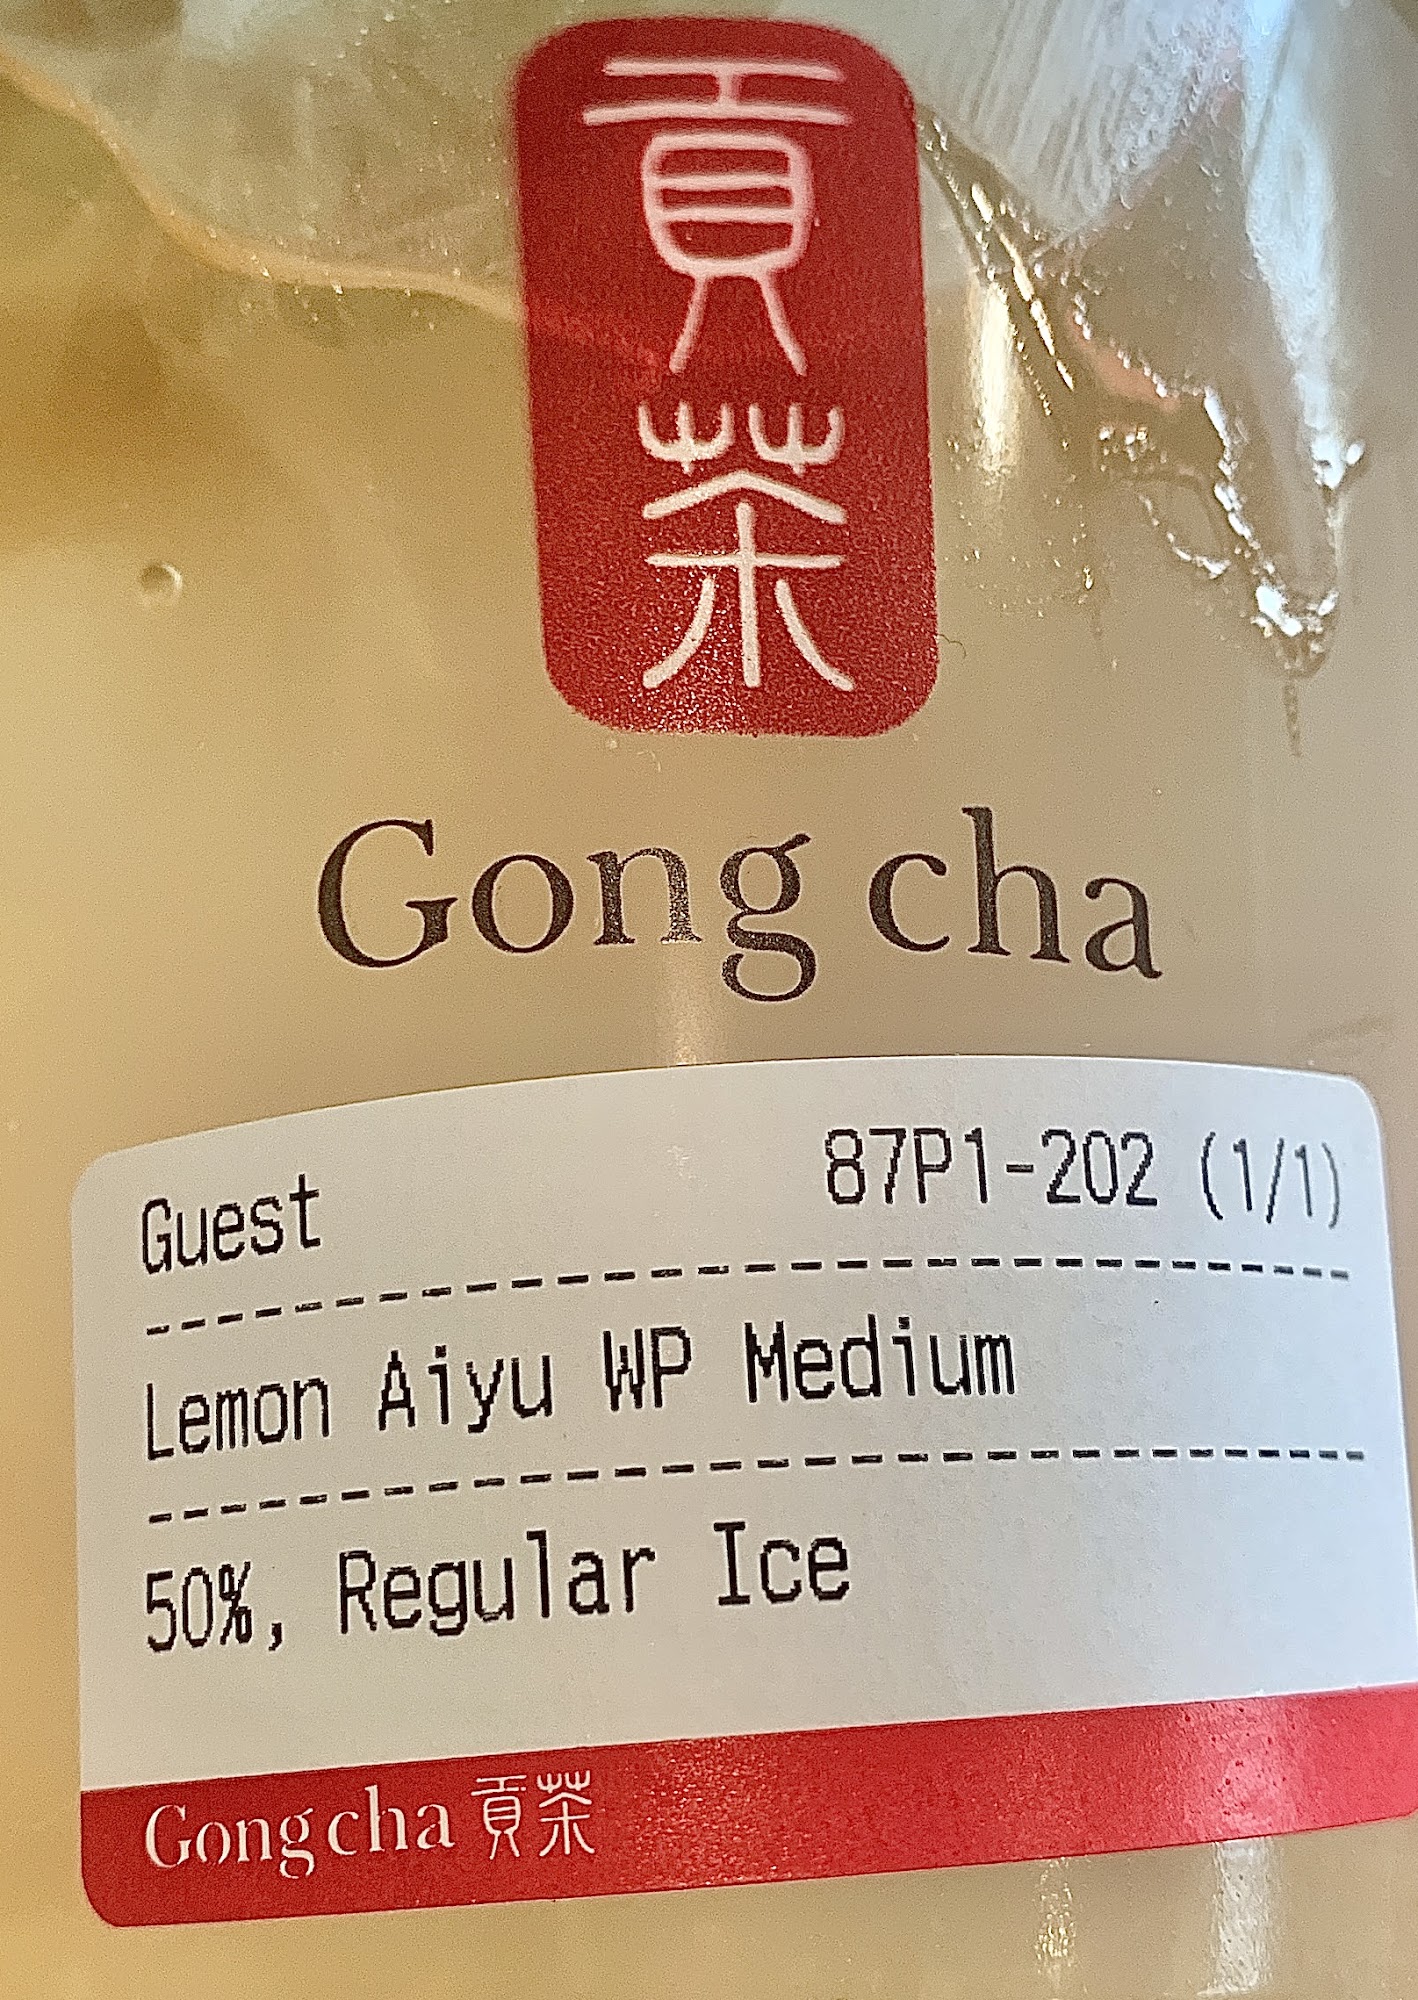 貢茶
Gong cha
Guest 87P1-202 (1/1)
Lemon Aiyu WP Medium
50%, Regular Ice
Gong cha 貢茶